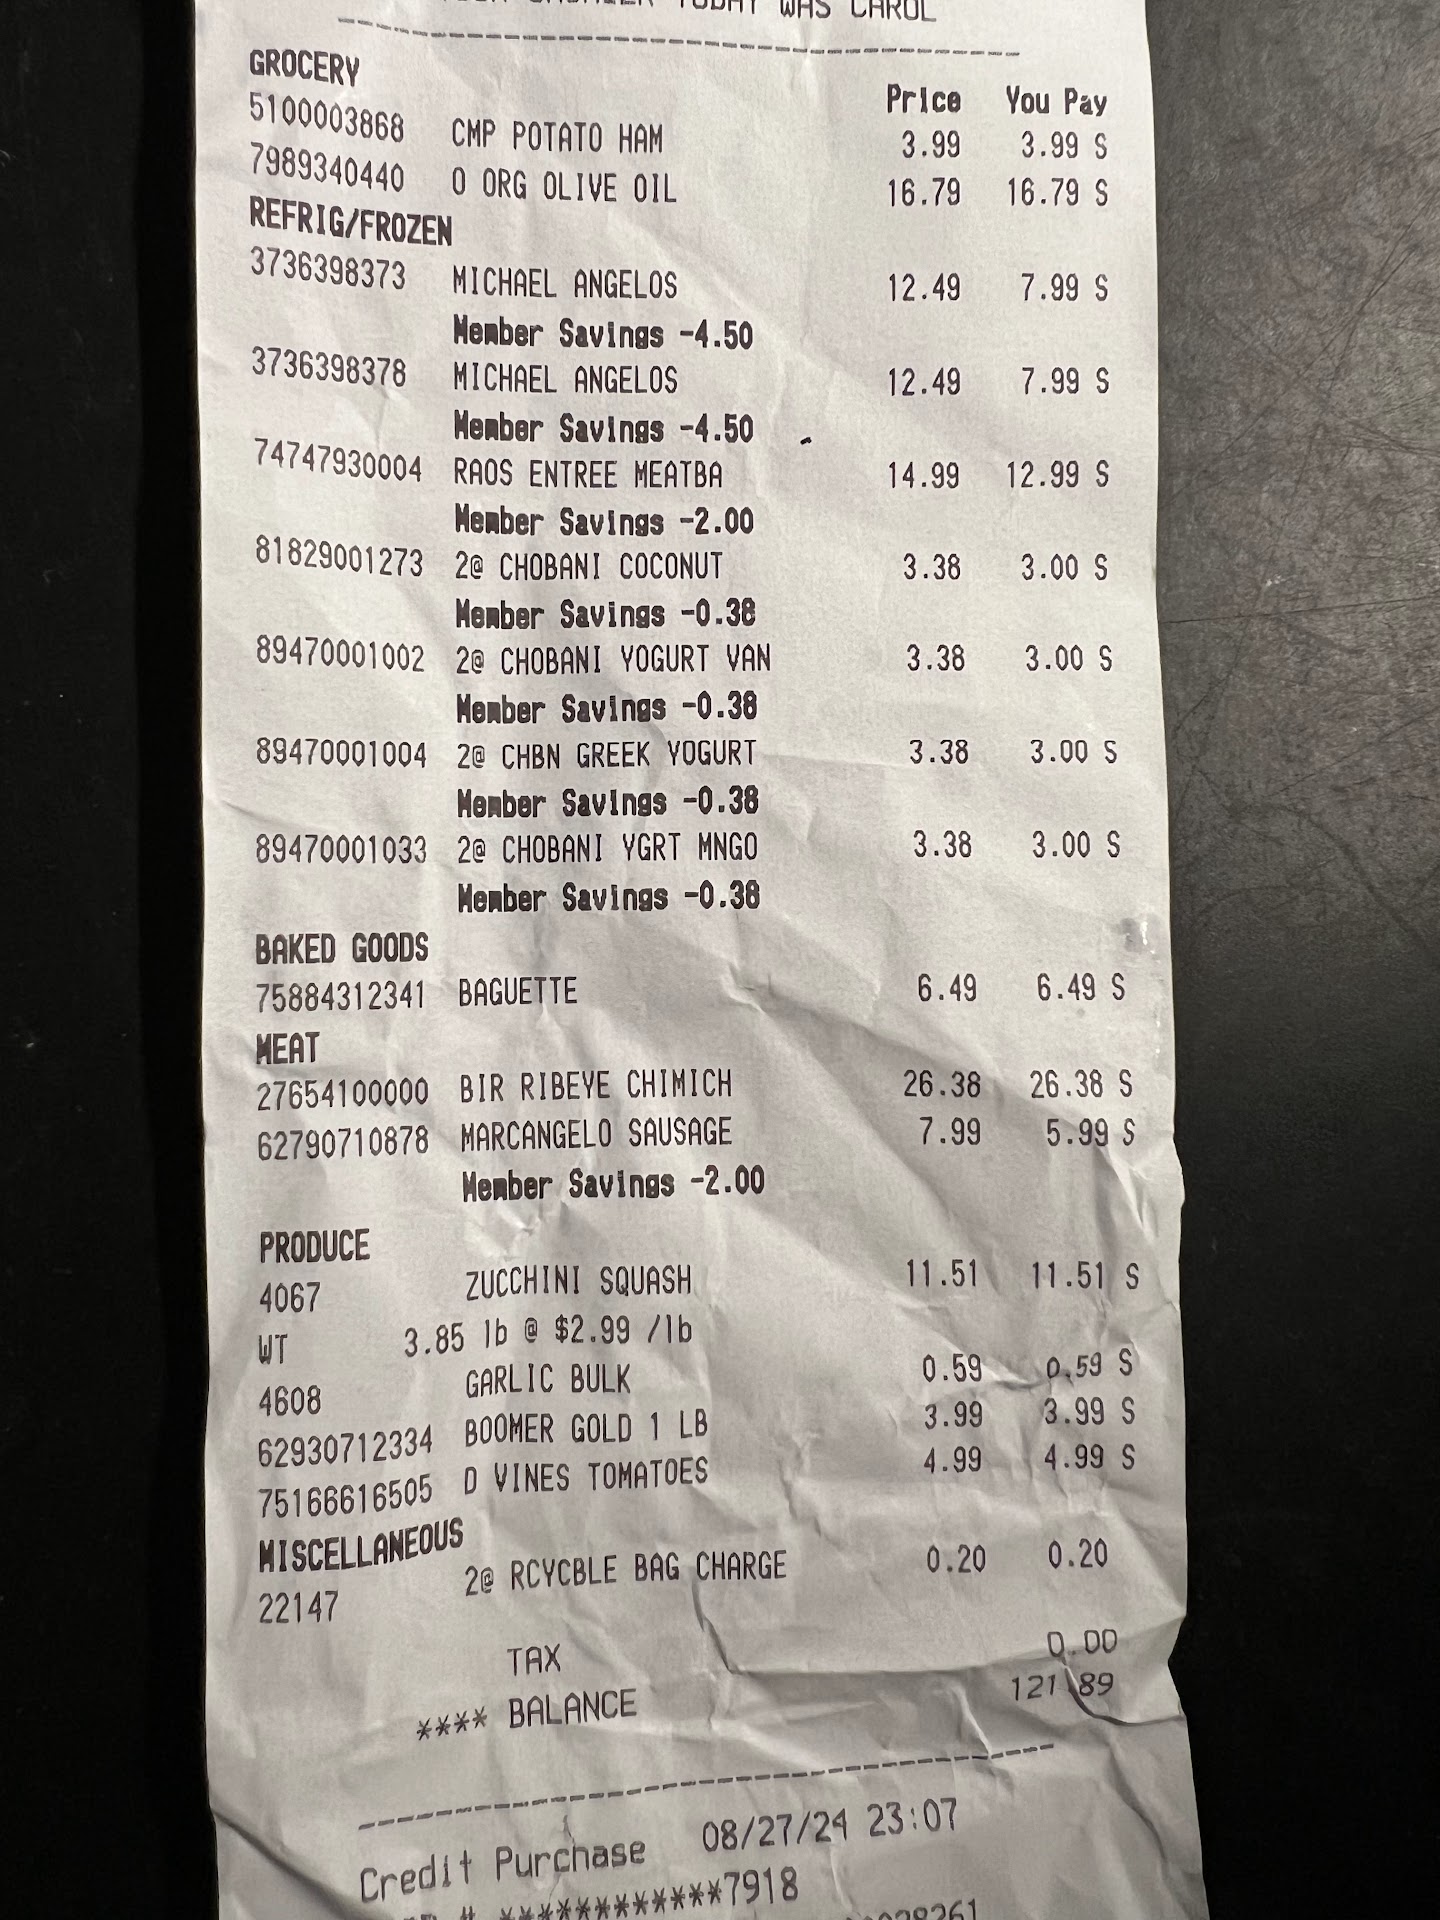 CASHIER TODAY WAS CAROL
GROCERY Price You Pay
5100003868 CMP POTATO HAM 3.99 3.99 S
7989340440 O ORG OLIVE OIL 16.79 16.79 S
REFRIG/FROZEN
3736398373 MICHAEL ANGELOS 12.49 7.99 S
Member Savings -4.50
3736398378 MICHAEL ANGELOS 12.49 7.99 S
Member Savings -4.50
74747930004 RAOS ENTREE MEATBA 14.99 12.99 S
Member Savings -2.00
81829001273 2@ CHOBANI COCONUT 3.38 3.00 S
Member Savings -0.38
89470001002 2@ CHOBANI YOGURT VAN 3.38 3.00 S
Member Savings -0.38
89470001004 2@ CHBN GREEK YOGURT 3.38 3.00 S
Member Savings -0.38
89470001033 2@ CHOBANI YGRT MNGO 3.38 3.00 S
Member Savings -0.38
BAKED GOODS
75884312341 BAGUETTE 6.49 6.49 S
MEAT
27654100000 BIR RIBEYE CHIMICH 26.38 26.38 S
62790710878 MARCANGELO SAUSAGE 7.99 5.99 S
Member Savings -2.00
PRODUCE
4067 ZUCCHINI SQUASH 11.51 11.51 S
WT 3.85 lb @ $2.99 /lb
4608 GARLIC BULK 0.59 0.59 S
62930712334 BOOMER GOLD 1 LB 3.99 3.99 S
75166616505 D VINES TOMATOES 4.99 4.99 S
MISCELLANEOUS
22147 2@ RCYCBLE BAG CHARGE 0.20 0.20
TAX 0.00
**** BALANCE 121.89
Credit Purchase 08/27/24 23:07
# ************7918